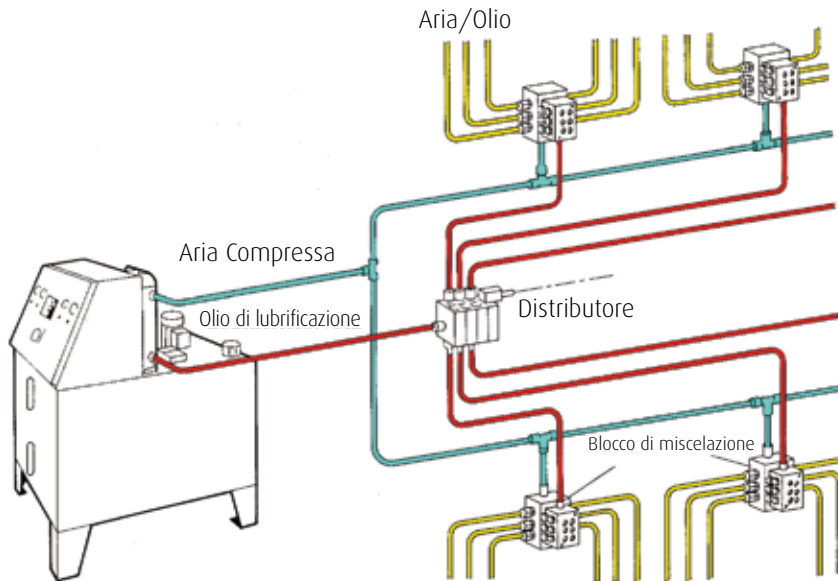 Aria/Olio
Aria Compressa
Olio di lubrificazione
Distributore
Blocco di miscelazione